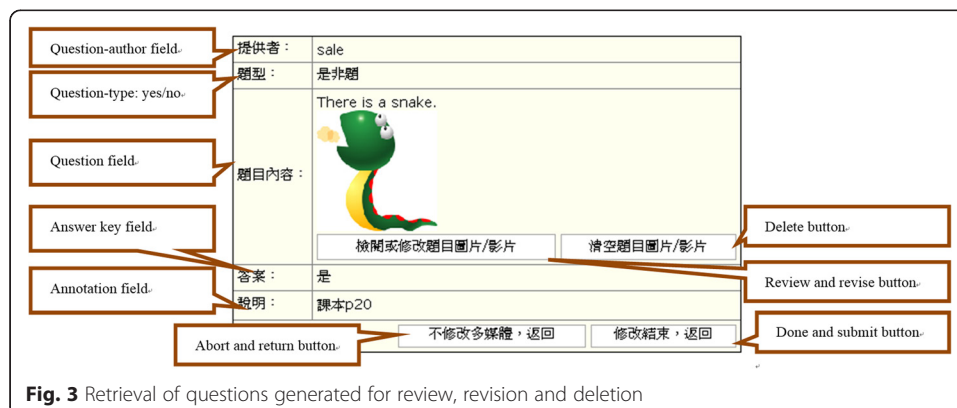 Question-author field
提供者：
sale
Question-type: yes/no
題型：
是非題
Question field
題目內容：
There is a snake.
檢閱或修改題目圖片/影片
清空題目圖片/影片
Delete button
Answer key field
答案：
是
Review and revise button
Annotation field
說明：
課本p20
Abort and return button
不修改多媒體，返回
修改結束，返回
Done and submit button
Fig. 3 Retrieval of questions generated for review, revision and deletion